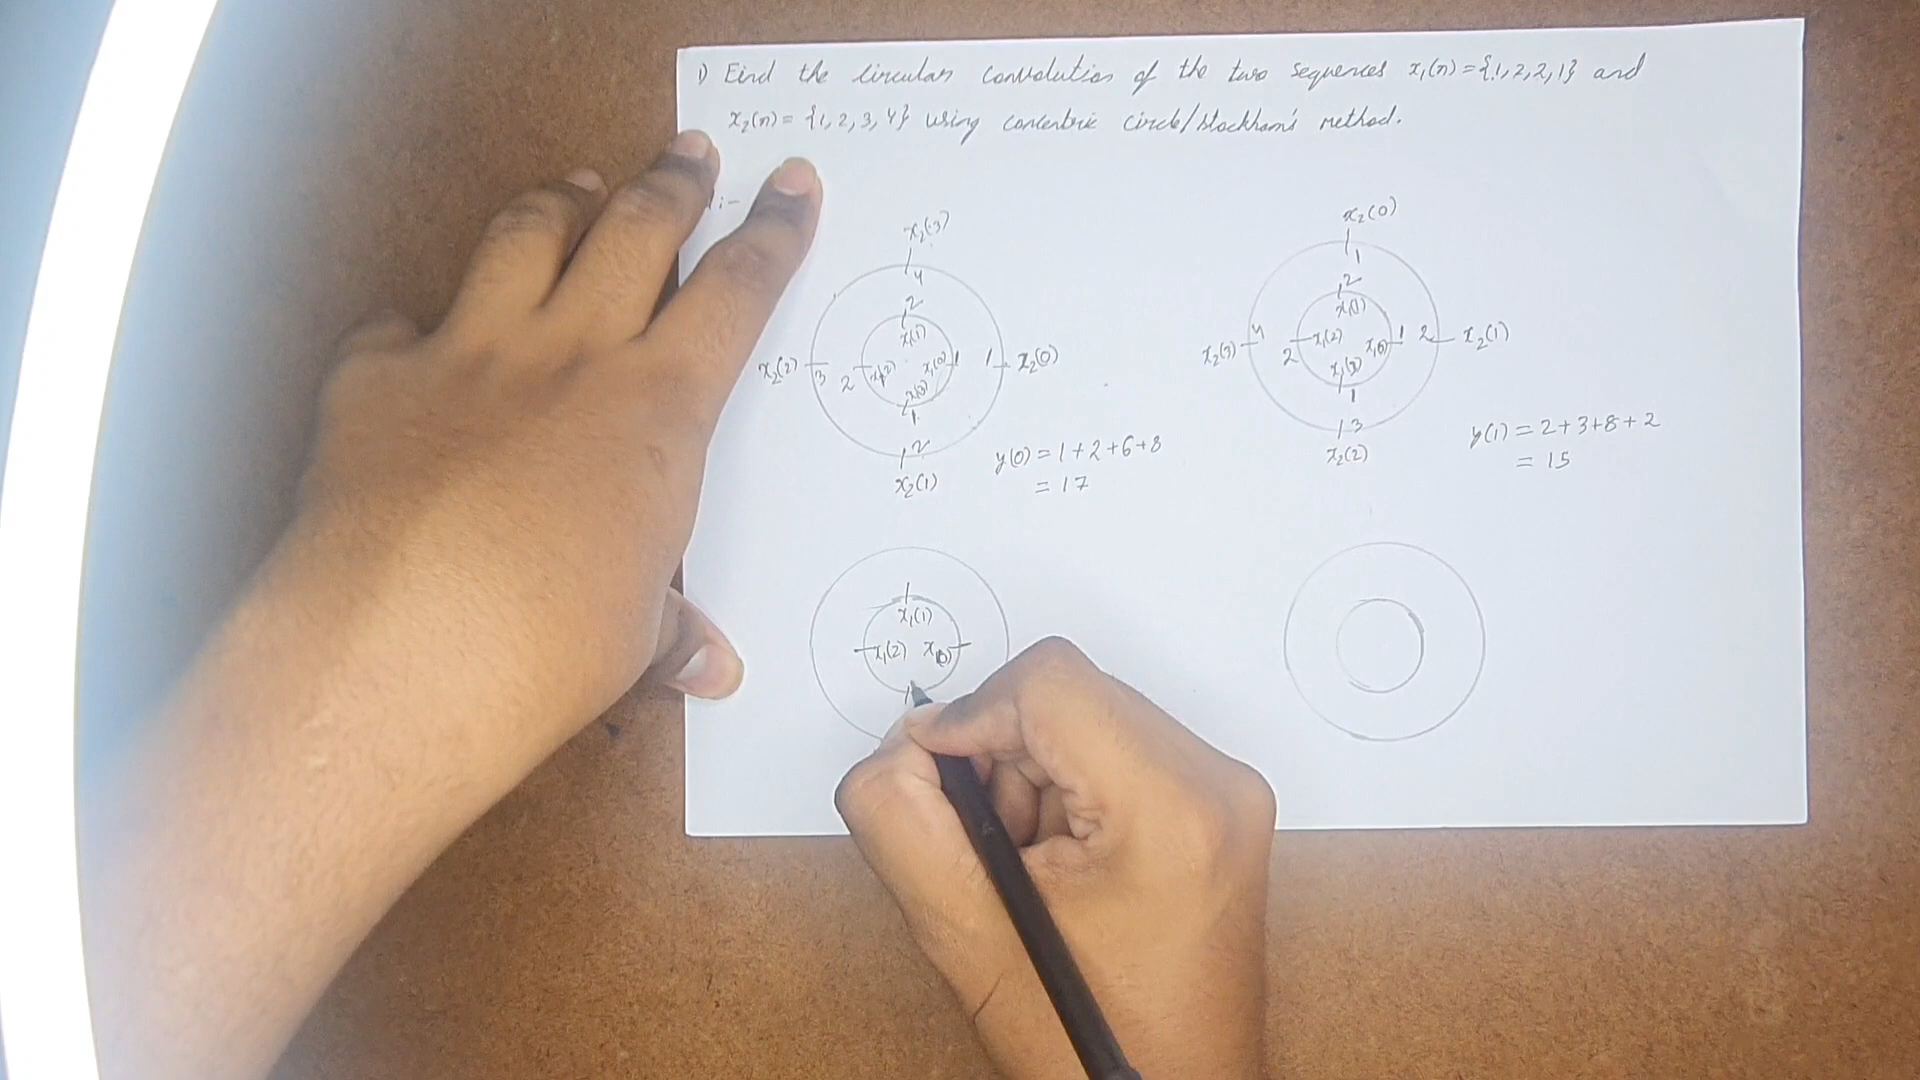 1) Find the circular convolution of the two sequences x₁(n) = {1, 2, 2, 1} and
x₂(n) = {1, 2, 3, 4} using concentric circle/stockham's method.
:-
x₂(3)
4
2
x₁(1)
x₂(2) 3 2 x₁(2) x₁(0) 1 1 x₂(0)
x₁(3)
1
2
x₂(1)
y(0) = 1 + 2 + 6 + 8
= 17
x₂(0)
1
2
x₁(1)
x₂(3) 4 2 x₁(2) x₁(0) 1 2 x₂(1)
x₁(3)
1
3
x₂(2)
y(1) = 2 + 3 + 8 + 2
= 15
x₁(1)
x₁(2) x₁(0)